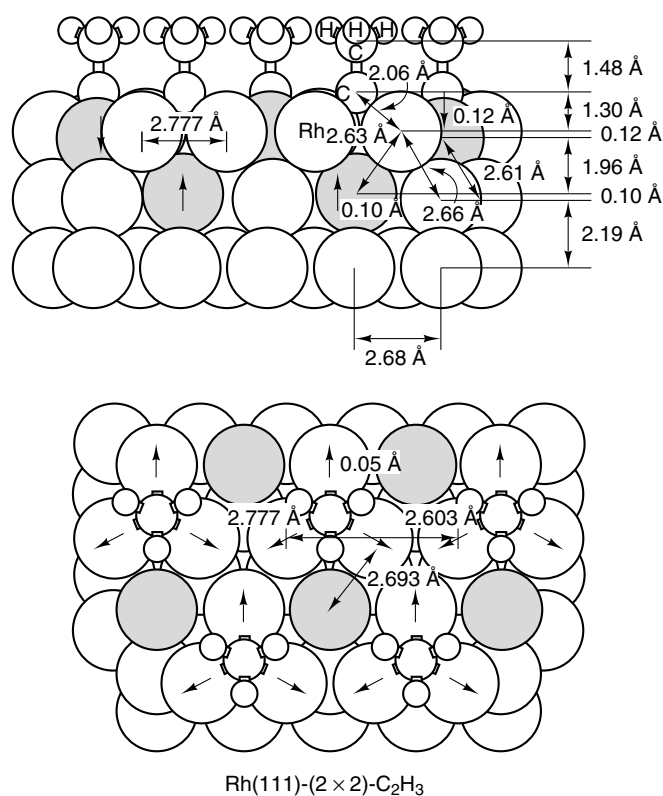 H H H
C
1.48 Å
2.06 Å
C
1.30 Å
0.12 Å
2.777 Å
Rh
2.63 Å
0.12 Å
1.96 Å
2.61 Å
0.10 Å
2.66 Å
0.10 Å
2.19 Å
2.68 Å
0.05 Å
2.777 Å
2.603 Å
2.693 Å
Rh(111)-(2 × 2)-C₂H₃